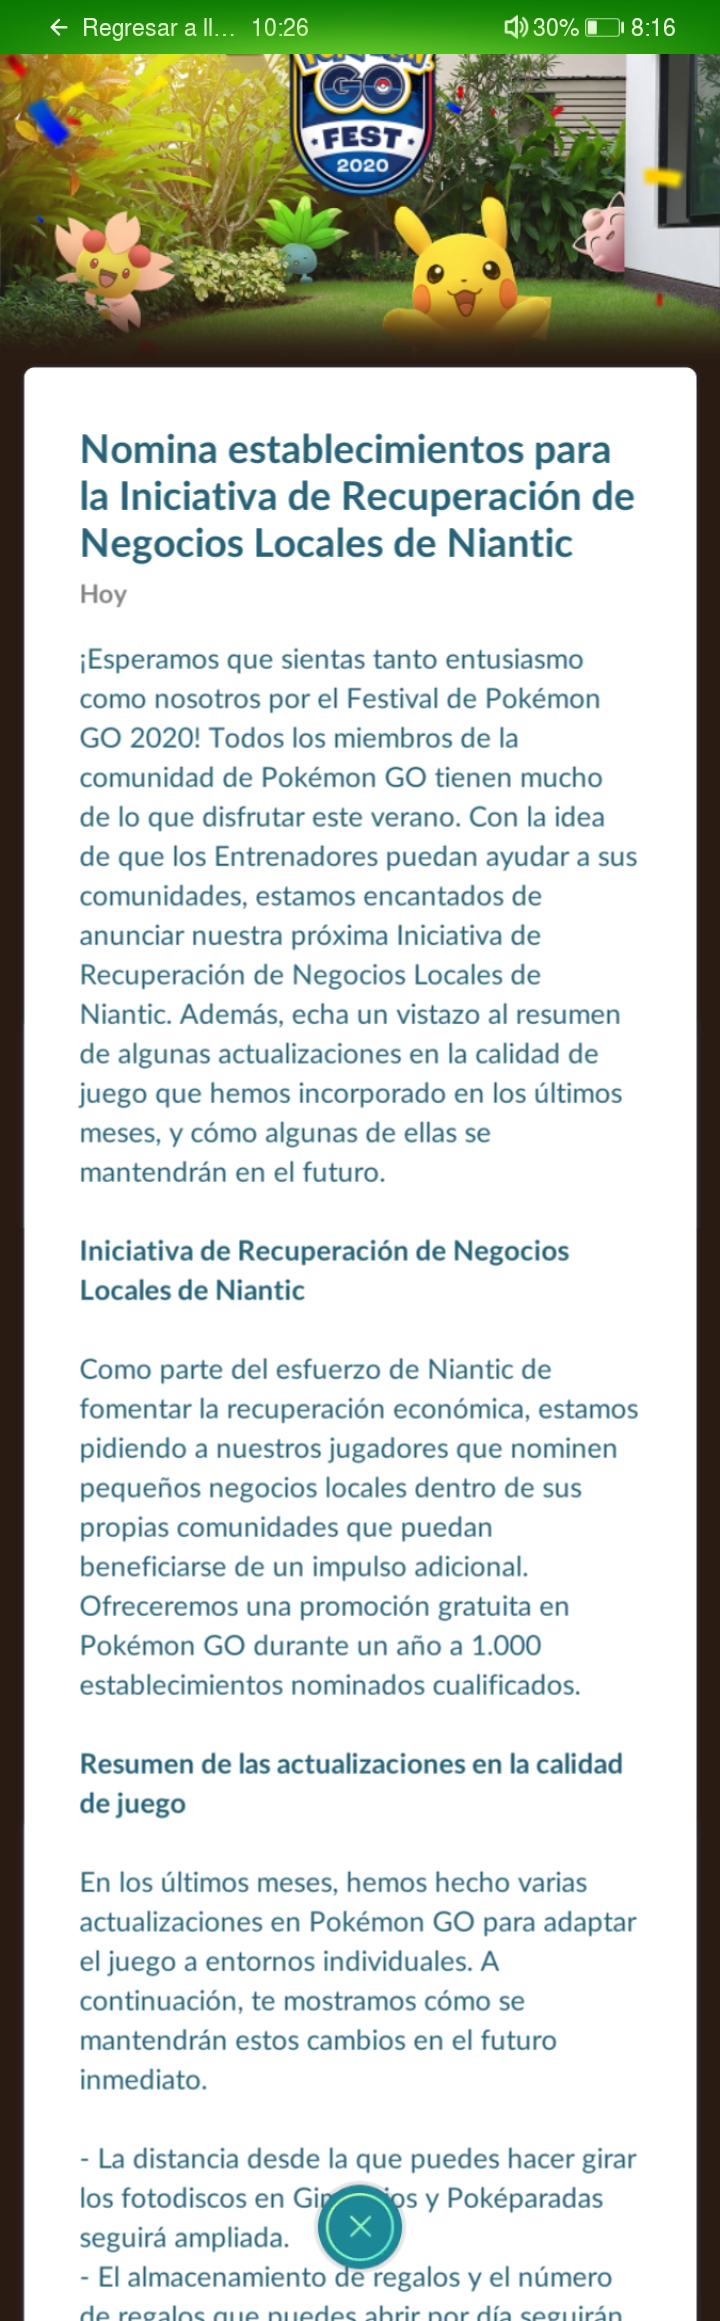 ← Regresar a ll... 10:26 30% 8:16
GO
FEST
2020
Nomina establecimientos para
la Iniciativa de Recuperación de
Negocios Locales de Niantic
Hoy
¡Esperamos que sientas tanto entusiasmo
como nosotros por el Festival de Pokémon
GO 2020! Todos los miembros de la
comunidad de Pokémon GO tienen mucho
de lo que disfrutar este verano. Con la idea
de que los Entrenadores puedan ayudar a sus
comunidades, estamos encantados de
anunciar nuestra próxima Iniciativa de
Recuperación de Negocios Locales de
Niantic. Además, echa un vistazo al resumen
de algunas actualizaciones en la calidad de
juego que hemos incorporado en los últimos
meses, y cómo algunas de ellas se
mantendrán en el futuro.
Iniciativa de Recuperación de Negocios
Locales de Niantic
Como parte del esfuerzo de Niantic de
fomentar la recuperación económica, estamos
pidiendo a nuestros jugadores que nominen
pequeños negocios locales dentro de sus
propias comunidades que puedan
beneficiarse de un impulso adicional.
Ofreceremos una promoción gratuita en
Pokémon GO durante un año a 1.000
establecimientos nominados cualificados.
Resumen de las actualizaciones en la calidad
de juego
En los últimos meses, hemos hecho varias
actualizaciones en Pokémon GO para adaptar
el juego a entornos individuales. A
continuación, te mostramos cómo se
mantendrán estos cambios en el futuro
inmediato.
- La distancia desde la que puedes hacer girar
los fotodiscos en y Poképaradas
seguirá ampliada.
- El almacenamiento de regalos y el número
de regalos que puedes abrir por día seguirán